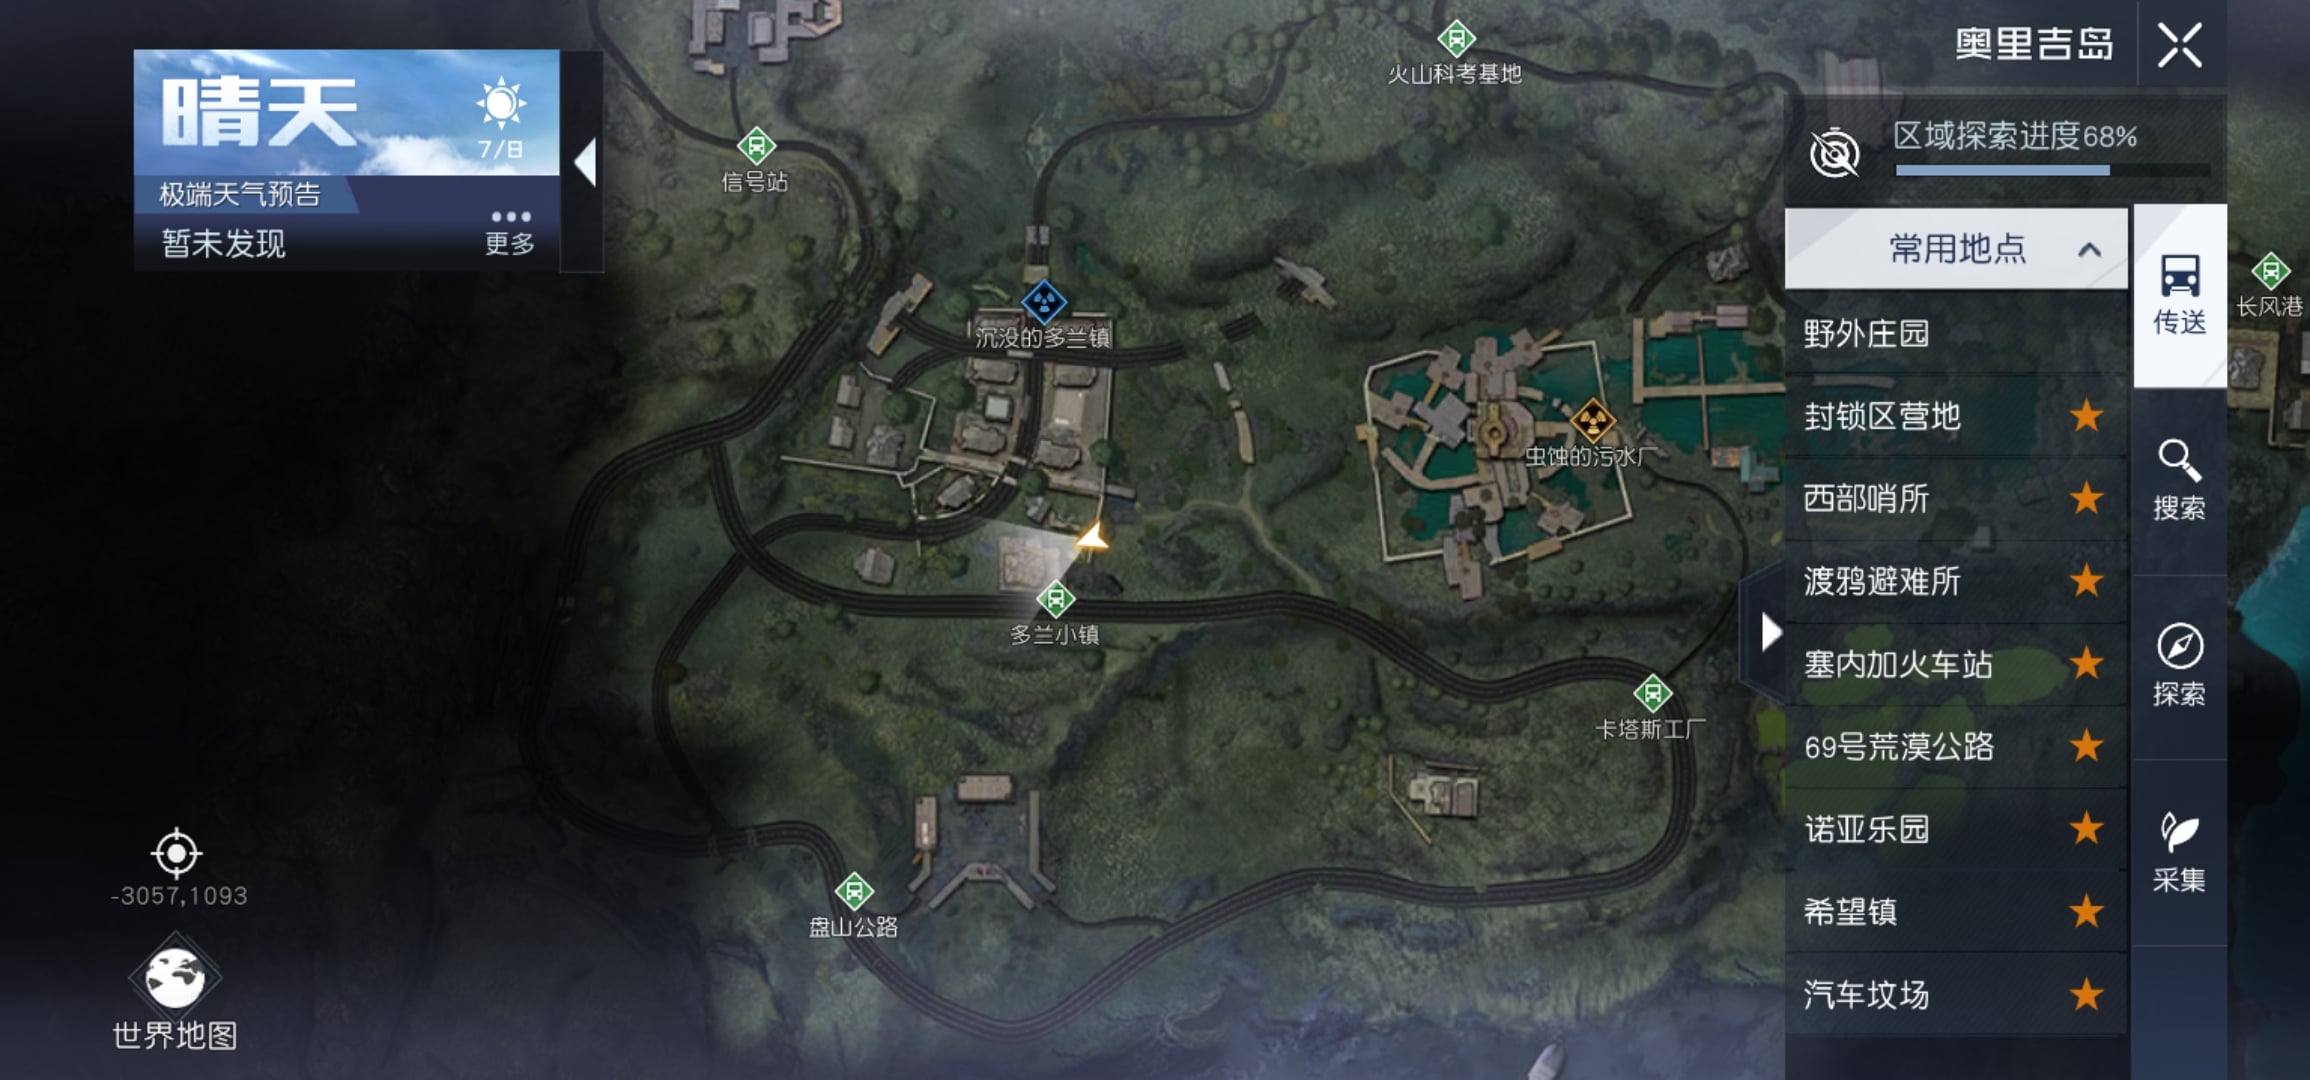 晴天
7/日
极端天气预告
暂未发现
更多
火山科考基地
信号站
沉没的多兰镇
虫蚀的污水厂
多兰小镇
卡塔斯工厂
盘山公路
长风港
-3057,1093
世界地图
奥里吉岛
区域探索进度68%
常用地点
野外庄园
封锁区营地
西部哨所
渡鸦避难所
塞内加火车站
69号荒漠公路
诺亚乐园
希望镇
汽车坟场
传送
搜索
探索
采集